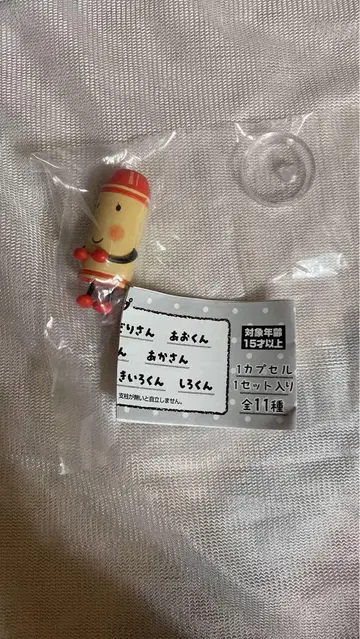 プ
どりさん あおくん
ん あかさん
きいろくん しろくん
支柱が無いと自立しません。
対象年齢
15才以上
1カプセル
1セット入り
全11種